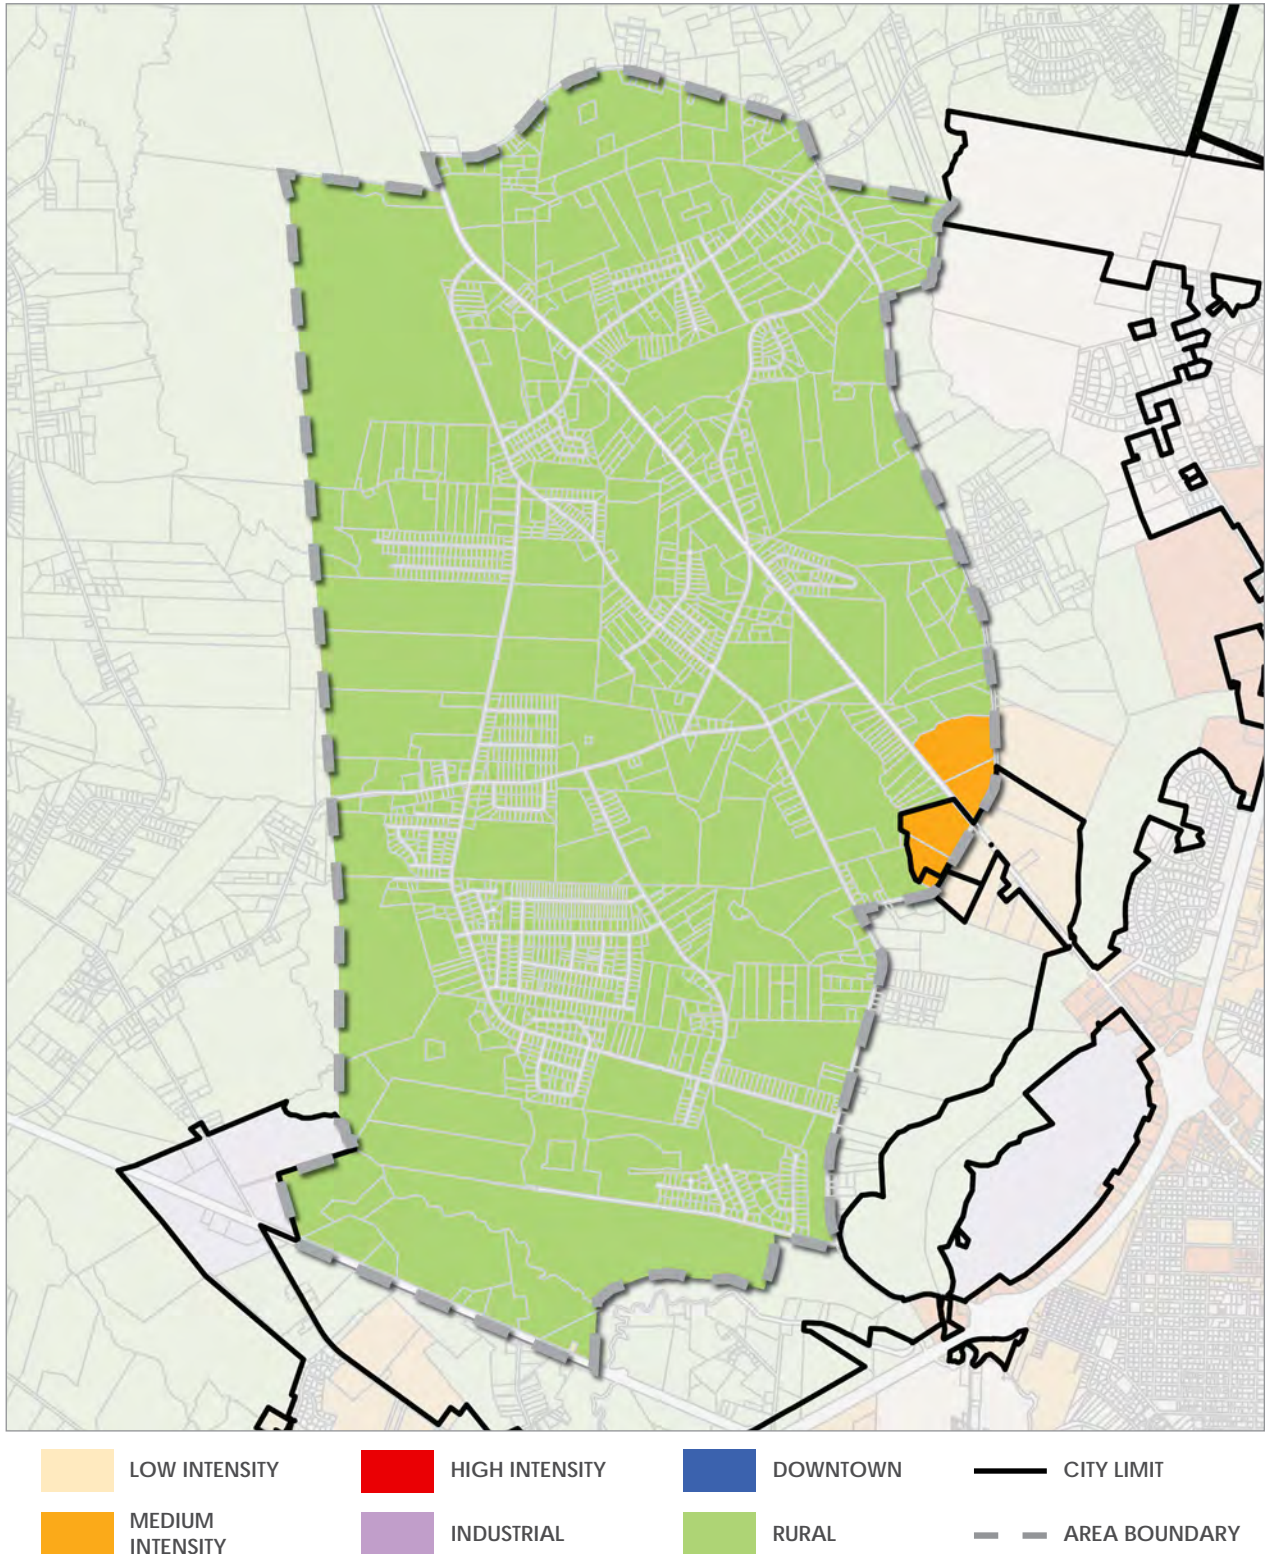 LOW INTENSITY
HIGH INTENSITY
DOWNTOWN
CITY LIMIT
MEDIUM
INTENSITY
INDUSTRIAL
RURAL
AREA BOUNDARY